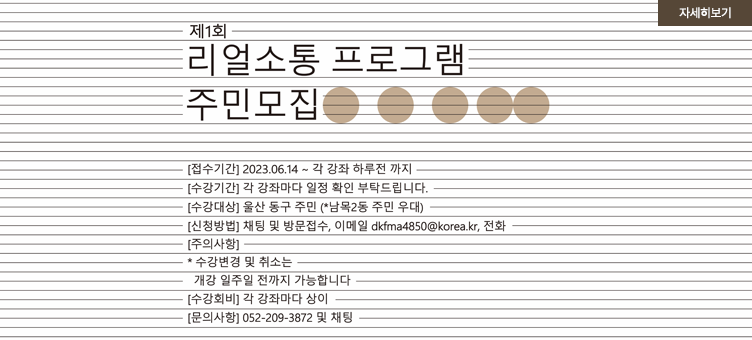 자세히보기
제1회
리얼소통 프로그램
주민모집
[접수기간] 2023.06.14 ~ 각 강좌 하루전 까지
[수강기간] 각 강좌마다 일정 확인 부탁드립니다.
[수강대상] 울산 동구 주민 (*남목2동 주민 우대)
[신청방법] 채팅 및 방문접수, 이메일 dkfma4850@korea.kr, 전화
[주의사항]
* 수강변경 및 취소는
개강 일주일 전까지 가능합니다
[수강회비] 각 강좌마다 상이
[문의사항] 052-209-3872 및 채팅